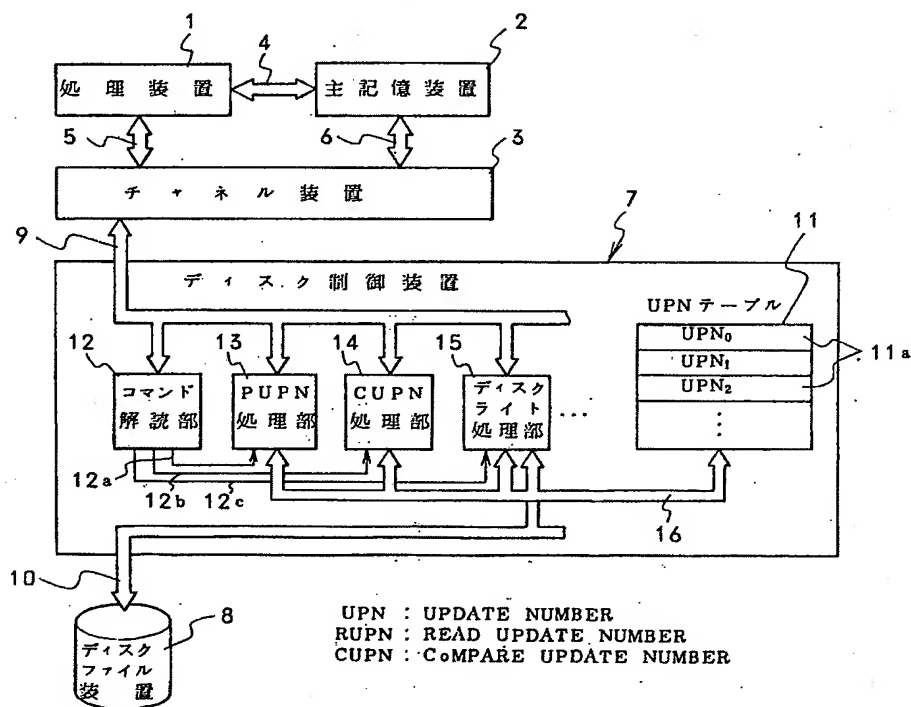 1
2
4
処理装置
主記憶装置
5
6
3
チャネル装置
7
9
11
ディスク制御装置
UPNテーブル
12
13
14
15
UPN₀
11a
コマンド
解読部
PUPN
処理部
CUPN
処理部
ディスク
ライト
処理部
...
UPN₁
UPN₂
⋮
12a
12b
12c
16
10
8
ディスク
ファイル
装置
UPN : UPDATE NUMBER
RUPN : READ UPDATE NUMBER
CUPN : COMPARE UPDATE NUMBER